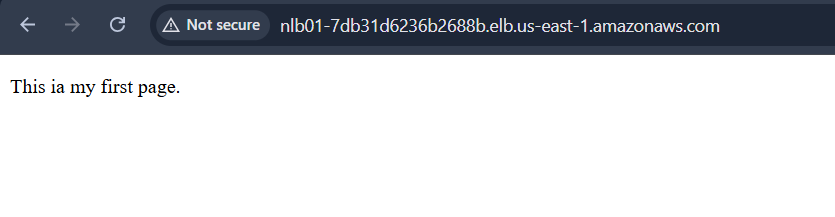 Not secure nlb01-7db31d6236b2688b.elb.us-east-1.amazonaws.com
This ia my first page.